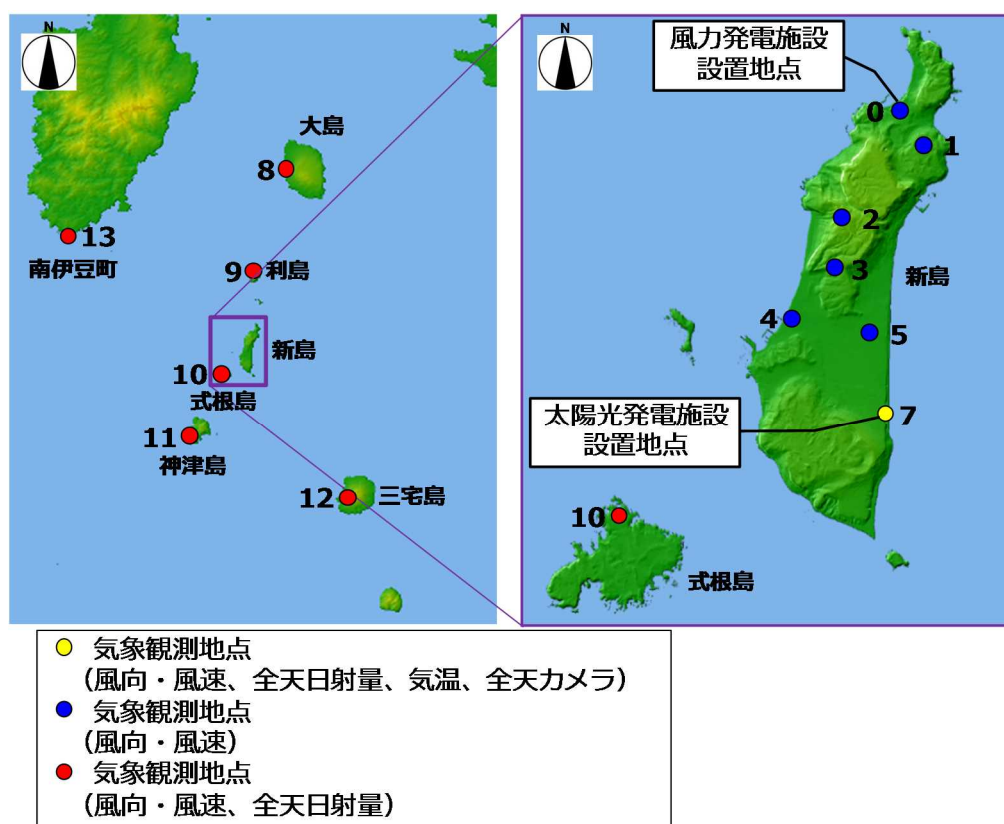 N
大島
8
13
南伊豆町
9
利島
新島
10
式根島
11
神津島
12
三宅島
N
風力発電施設
設置地点
0
1
2
3
新島
4
5
太陽光発電施設
設置地点
7
10
式根島
気象観測地点
(風向・風速、全天日射量、気温、全天カメラ)
気象観測地点
(風向・風速)
気象観測地点
(風向・風速、全天日射量)